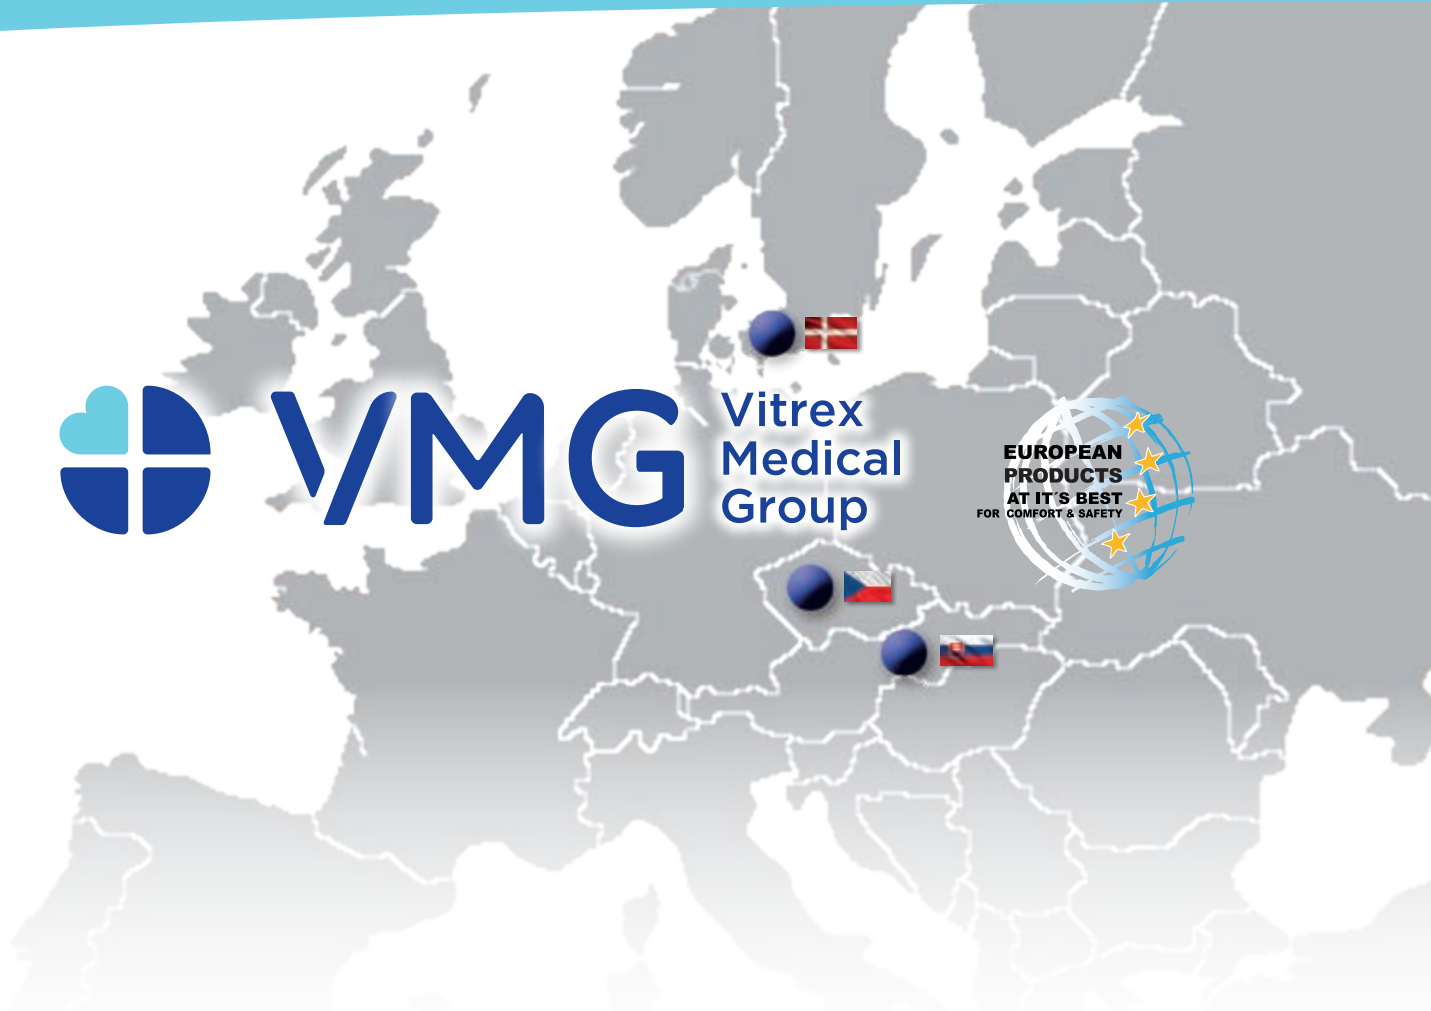 VMG
Vitrex
Medical
Group
EUROPEAN
PRODUCTS
AT IT´S BEST
FOR COMFORT & SAFETY